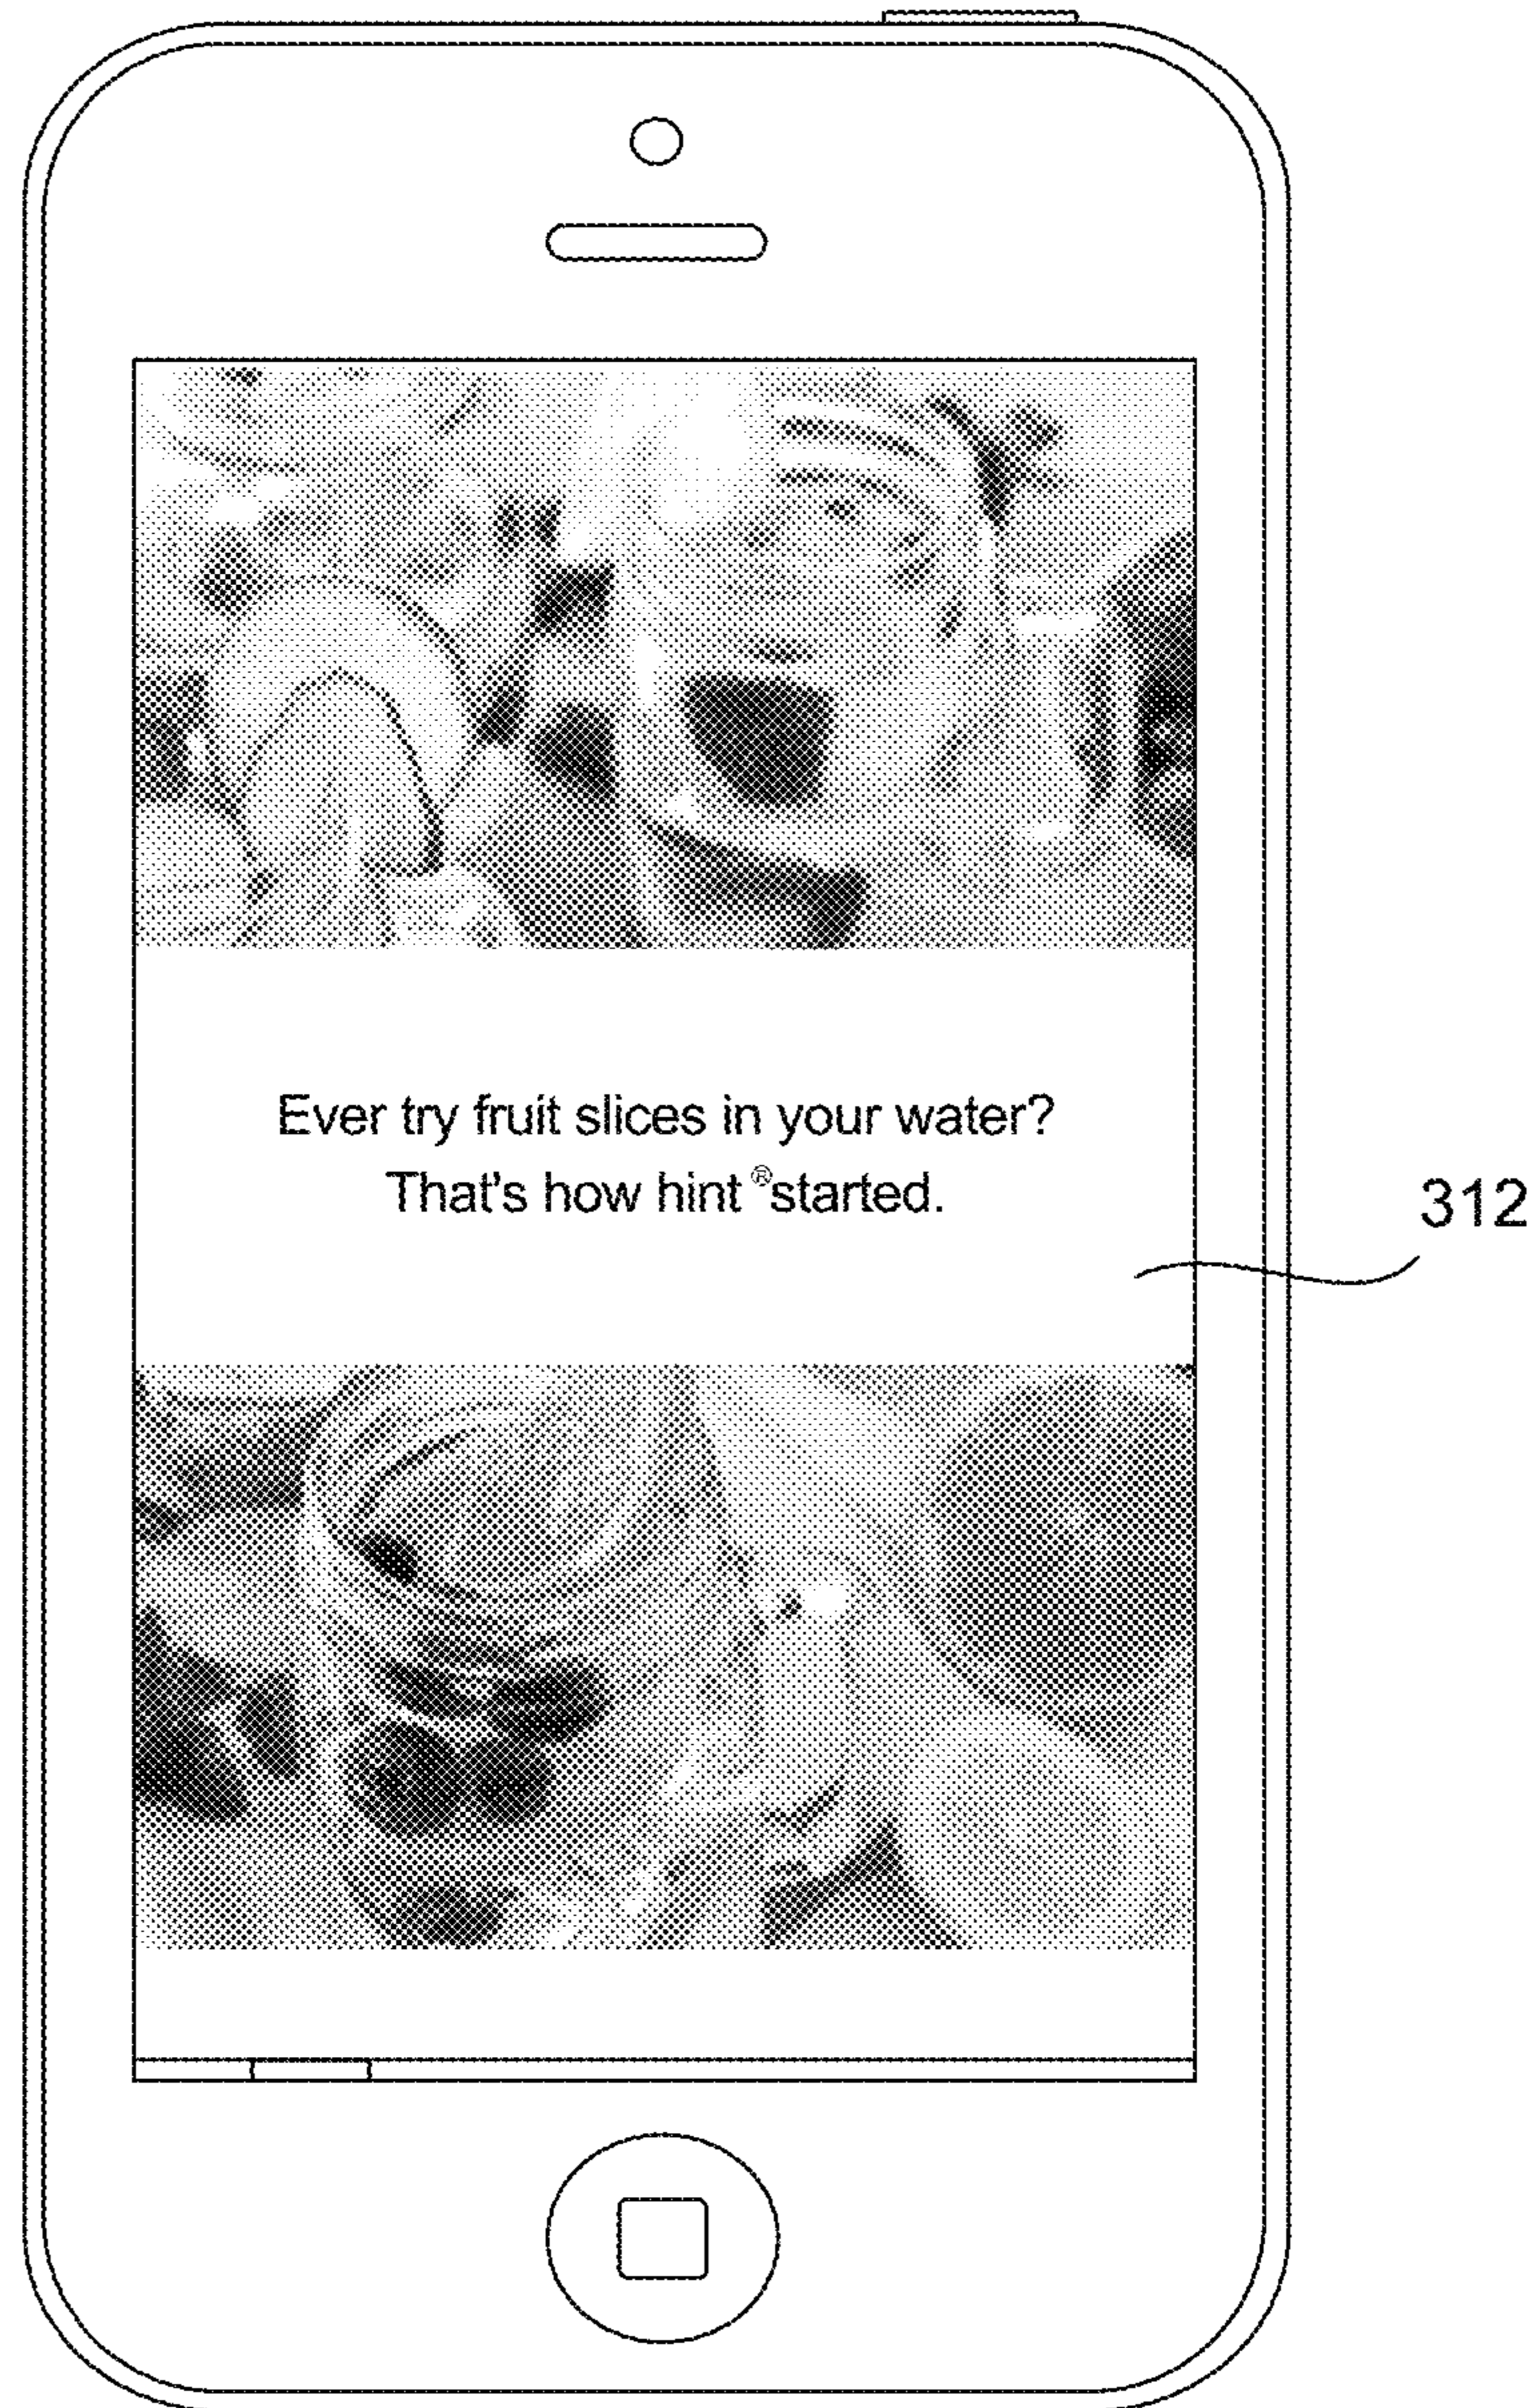 Ever try fruit slices in your water?
That's how hint ® started.
312